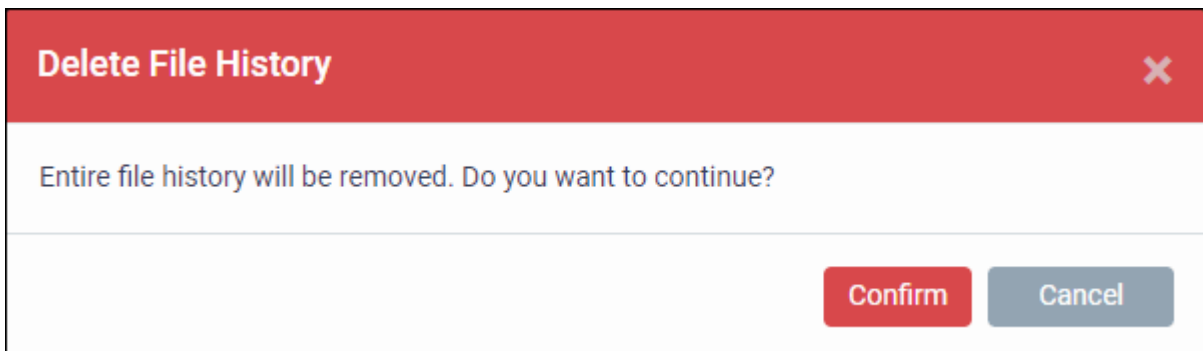 Delete File History
Entire file history will be removed. Do you want to continue?
Confirm Cancel